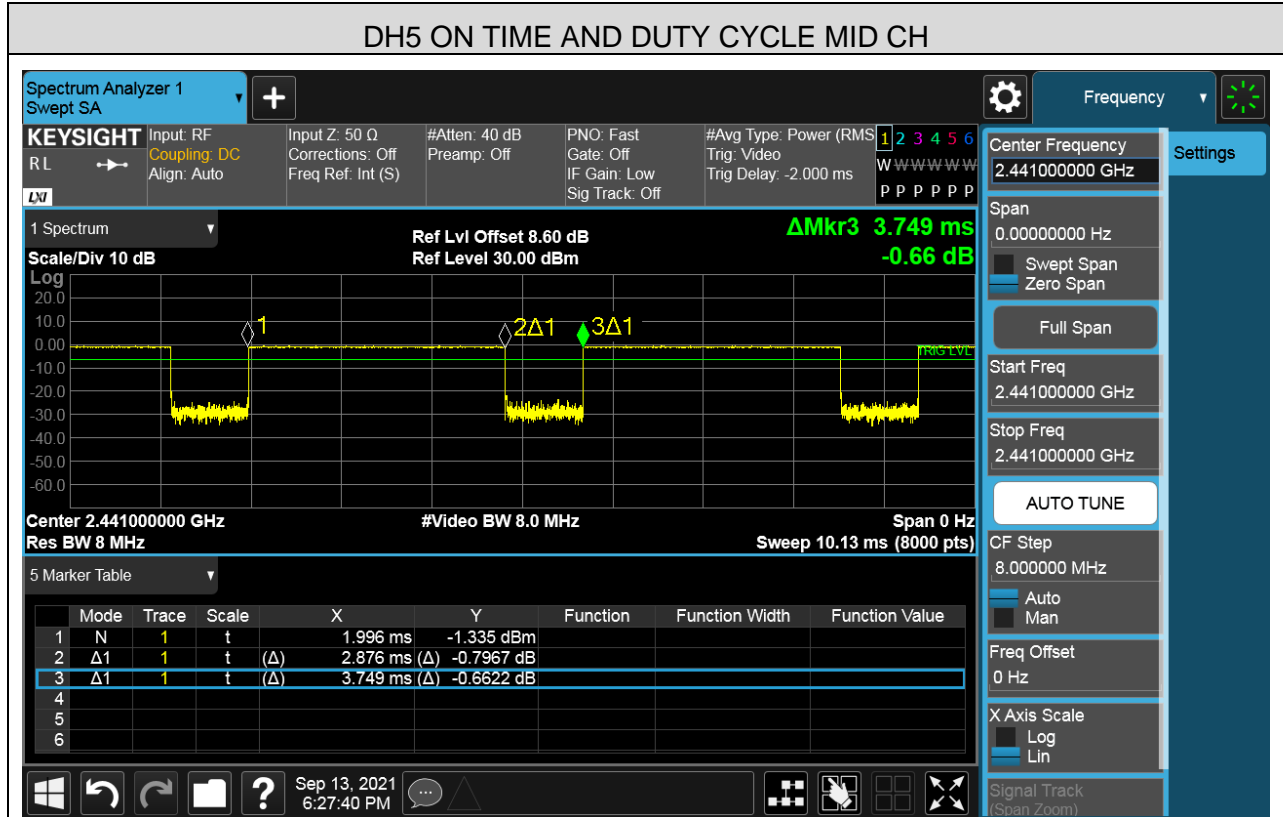 DH5 ON TIME AND DUTY CYCLE MID CH
Spectrum Analyzer 1
Swept SA
Frequency
KEYSIGHT
RL
LXI
Input: RF
Coupling: DC
Align: Auto
Input Z: 50 Ω
Corrections: Off
Freq Ref: Int (S)
#Atten: 40 dB
Preamp: Off
PNO: Fast
Gate: Off
IF Gain: Low
Sig Track: Off
#Avg Type: Power (RMS
Trig: Video
Trig Delay: -2.000 ms
1 2 3 4 5 6
W W W W W W
P P P P P P
1 Spectrum
Scale/Div 10 dB
Ref Lvl Offset 8.60 dB
Ref Level 30.00 dBm
ΔMkr3 3.749 ms
-0.66 dB
Log
20.0
10.0
0.00
-10.0
-20.0
-30.0
-40.0
-50.0
-60.0
1
2Δ1
3Δ1
TRIG LVL
Center 2.441000000 GHz
#Video BW 8.0 MHz
Span 0 Hz
Res BW 8 MHz
Sweep 10.13 ms (8000 pts)
5 Marker Table
Mode Trace Scale X Y Function Function Width Function Value
1 N 1 t 1.996 ms -1.335 dBm
2 Δ1 1 t (Δ) 2.876 ms (Δ) -0.7967 dB
3 Δ1 1 t (Δ) 3.749 ms (Δ) -0.6622 dB
4
5
6
Sep 13, 2021
6:27:40 PM
Center Frequency
2.441000000 GHz
Settings
Span
0.00000000 Hz
Swept Span
Zero Span
Full Span
Start Freq
2.441000000 GHz
Stop Freq
2.441000000 GHz
AUTO TUNE
CF Step
8.000000 MHz
Auto
Man
Freq Offset
0 Hz
X Axis Scale
Log
Lin
Signal Track
(Span Zoom)